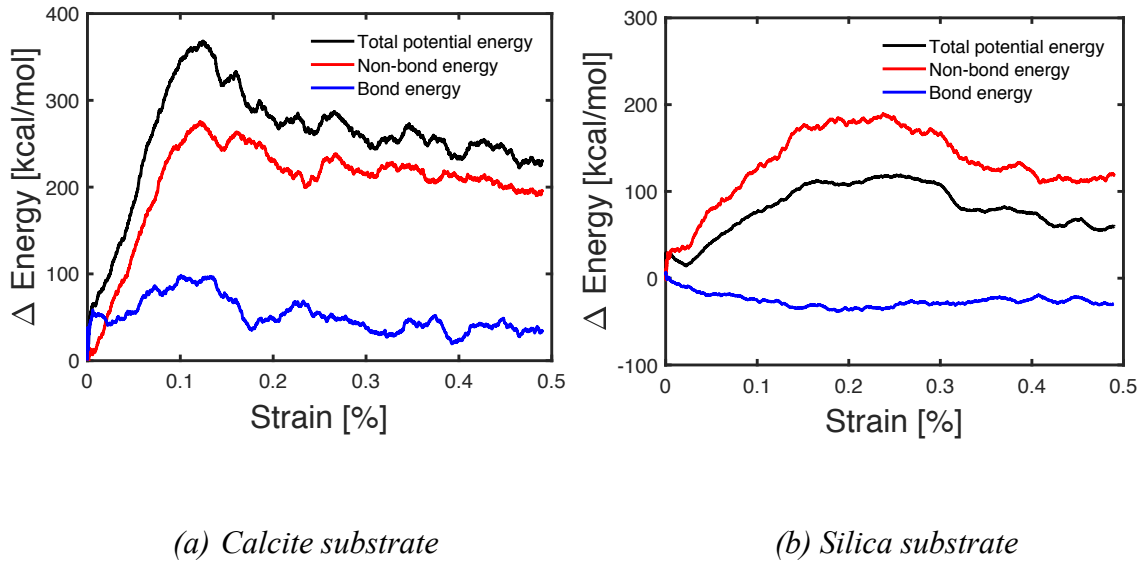 400
300
200
100
0
0
0.1
0.2
0.3
0.4
0.5
Δ Energy [kcal/mol]
Strain [%]
Total potential energy
Non-bond energy
Bond energy
(a) Calcite substrate
300
200
100
0
-100
0
0.1
0.2
0.3
0.4
0.5
Δ Energy [kcal/mol]
Strain [%]
Total potential energy
Non-bond energy
Bond energy
(b) Silica substrate